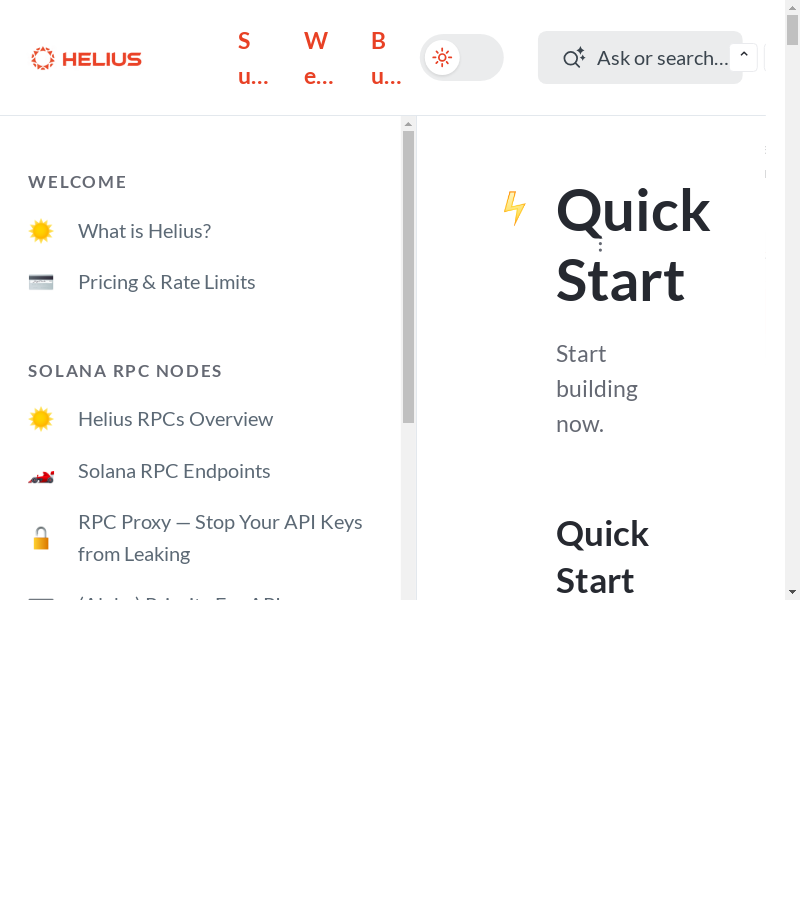 HELIUS
S
u...
W
e...
B
u...
Ask or search...
WELCOME
What is Helius?
Pricing & Rate Limits
SOLANA RPC NODES
Helius RPCs Overview
Solana RPC Endpoints
RPC Proxy — Stop Your API Keys
from Leaking
Quick
Start
Start
building
now.
Quick
Start